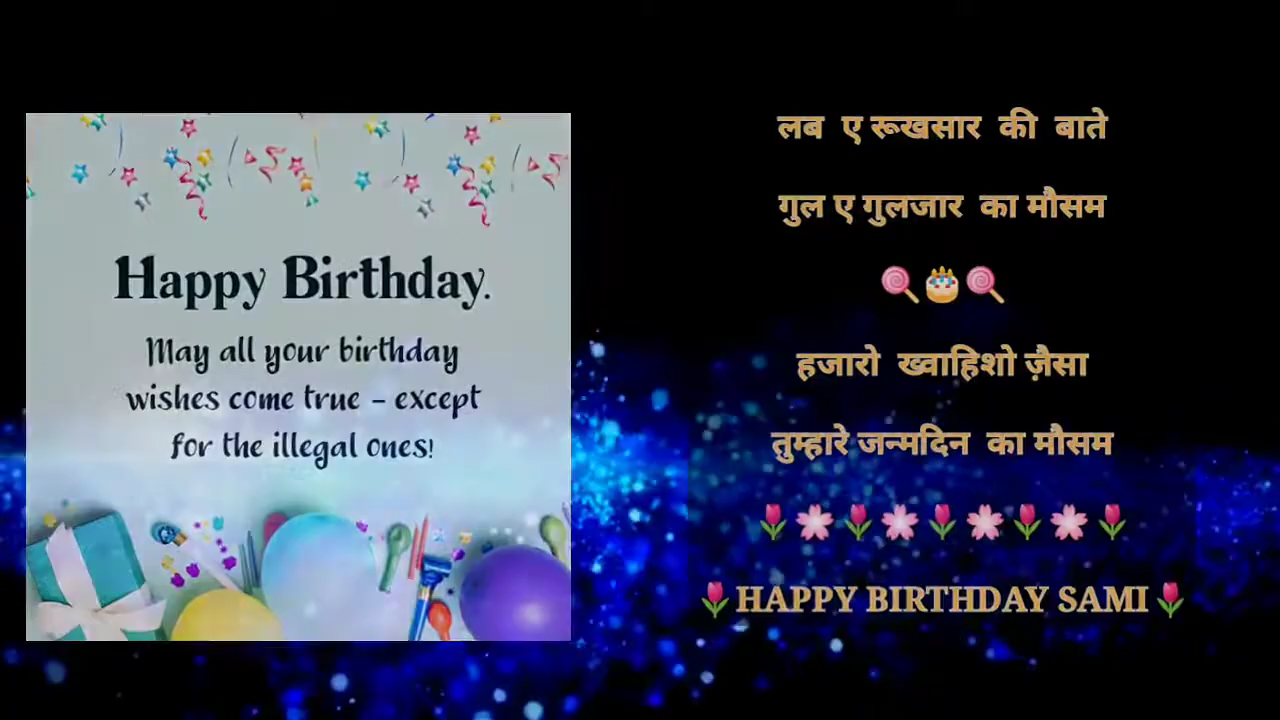 Happy Birthday.
May all your birthday
wishes come true – except
for the illegal ones!
लब ए रूखसार की बाते
गुल ए गुलजार का मौसम
🍭🎂🍭
हजारो ख्वाहिशो ज़ैसा
तुम्हारे जन्मदिन का मौसम
🌷🌸🌷🌸🌷🌸🌷🌸🌷
🌷HAPPY BIRTHDAY SAMI🌷